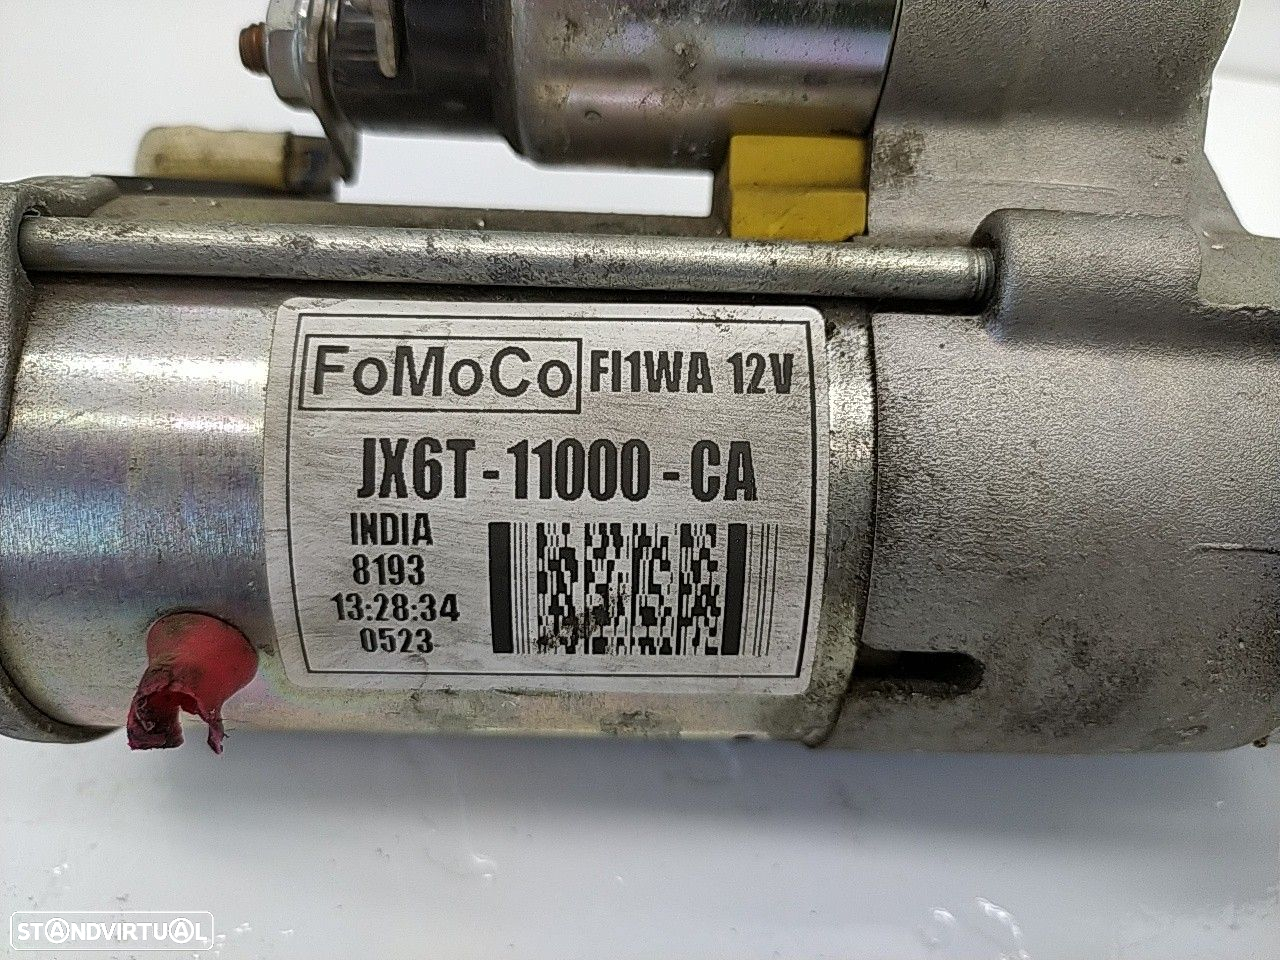 FoMoCo FI1WA 12V
JX6T-11000-CA
INDIA
8193
13:28:34
0523
STANDVIRTUAL